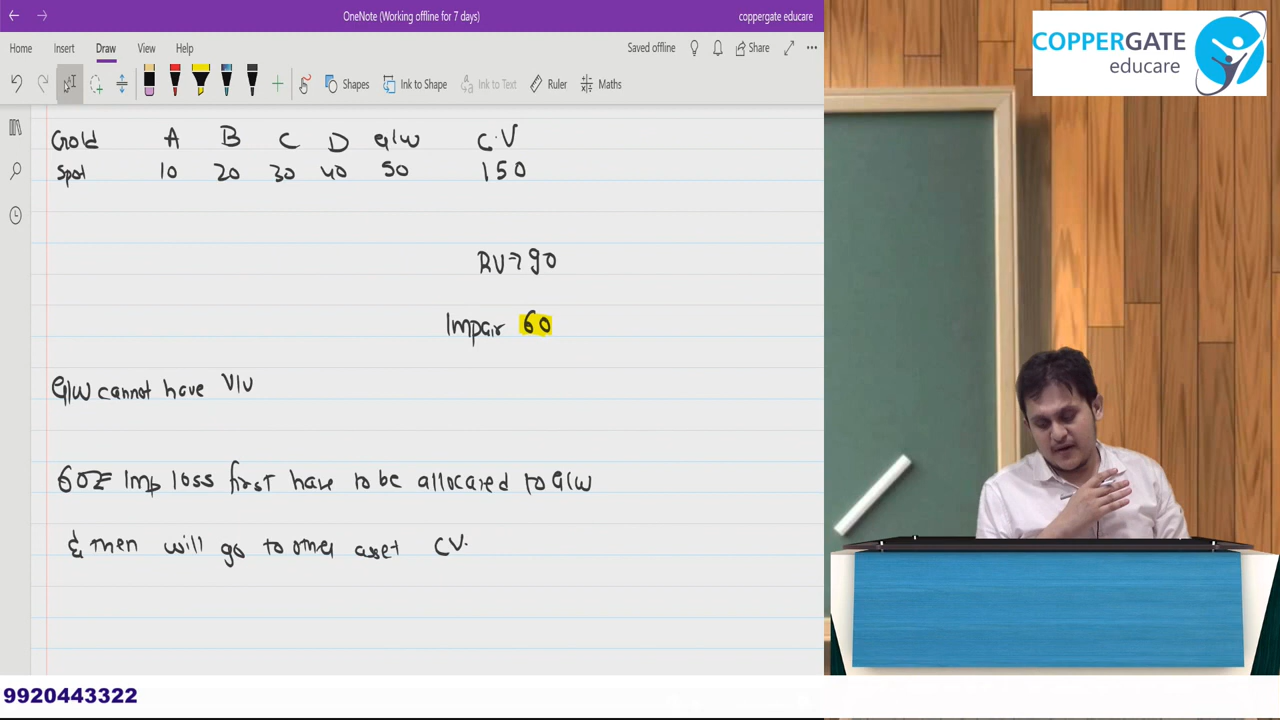 OneNote (Working offline for 7 days)
coppergate educare
Home Insert Draw View Help
Saved offline
Share
Shapes
Ink to Shape
Ink to Text
Ruler
Maths
COPPERGATE
educare
Gold A B C D G/W C.V
Spot 10 20 30 40 50 150
RV→90
Impair 60
G/W cannot have VIU
60 Imp loss first have to be allocated to G/W
& then will go to other asset CV.
9920443322